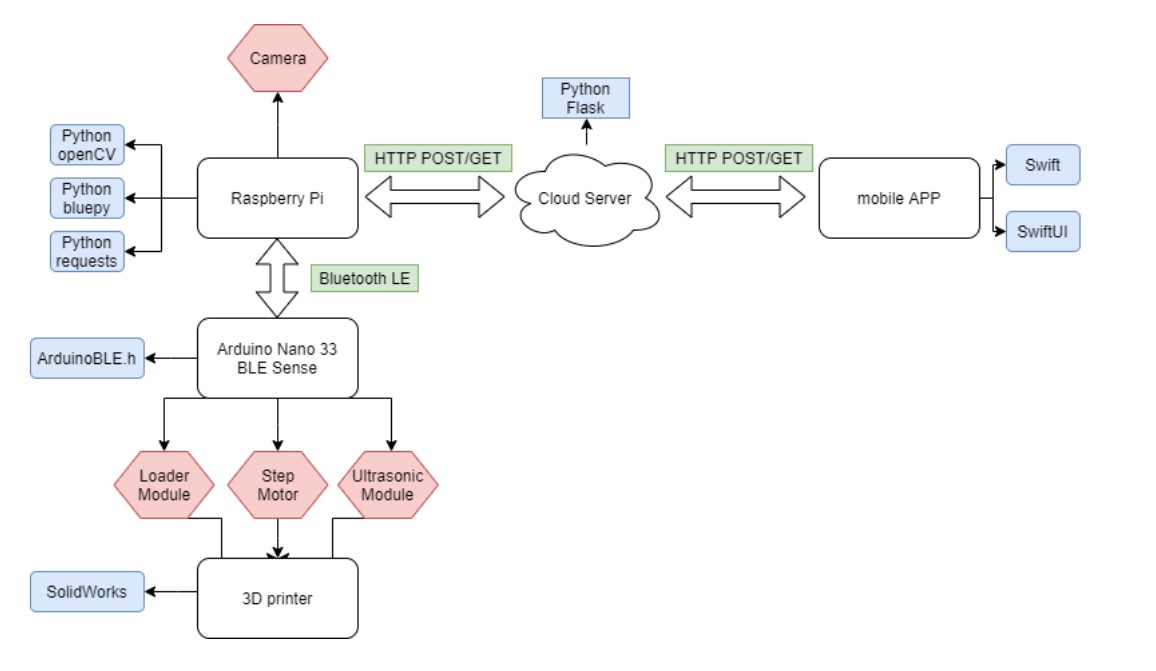 Camera
Python
Flask
Python
openCV
HTTP POST/GET
HTTP POST/GET
Swift
Python
bluepy
Raspberry Pi
Cloud Server
mobile APP
SwiftUI
Python
requests
Bluetooth LE
ArduinoBLE.h
Arduino Nano 33
BLE Sense
Loader
Module
Step
Motor
Ultrasonic
Module
SolidWorks
3D printer